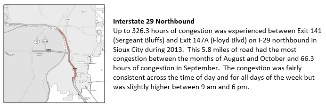 Interstate 29 Northbound
Up to 326.3 hours of congestion was experienced between Exit 141
(Sergeant Bluffs) and Exit 147A (Floyd Blvd) on I-29 northbound in
Sioux City during 2013. This 5.8 miles of road had the most
congestion between the months of August and October and 66.3
hours of congestion in September. The congestion was fairly
consistent across the time of day and for all days of the week but
was slightly higher between 9 am and 6 pm.